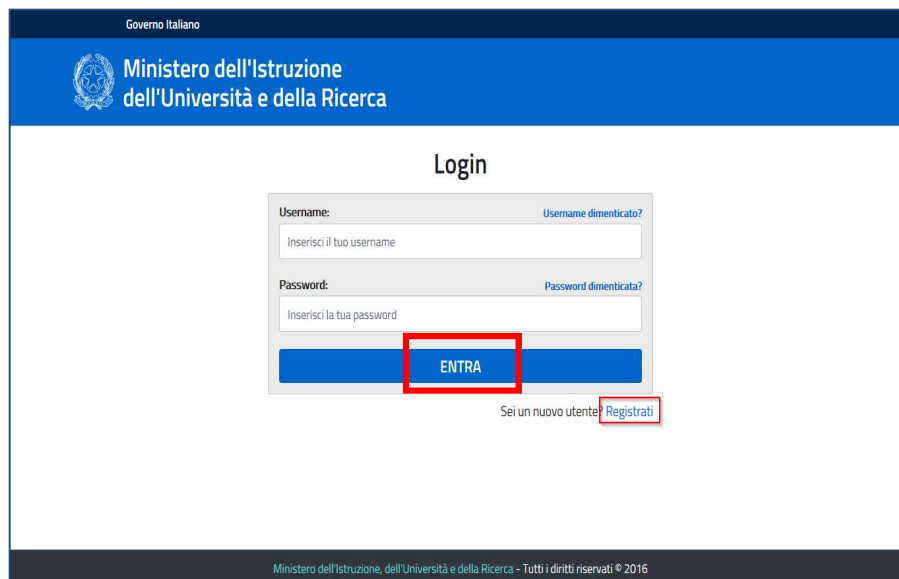 Governo Italiano
Ministero dell'Istruzione
dell'Università e della Ricerca
Login
Username: Username dimenticato?
Inserisci il tuo username
Password: Password dimenticata?
Inserisci la tua password
ENTRA
Sei un nuovo utente? Registrati
Ministero dell'Istruzione, dell'Università e della Ricerca - Tutti i diritti riservati © 2016